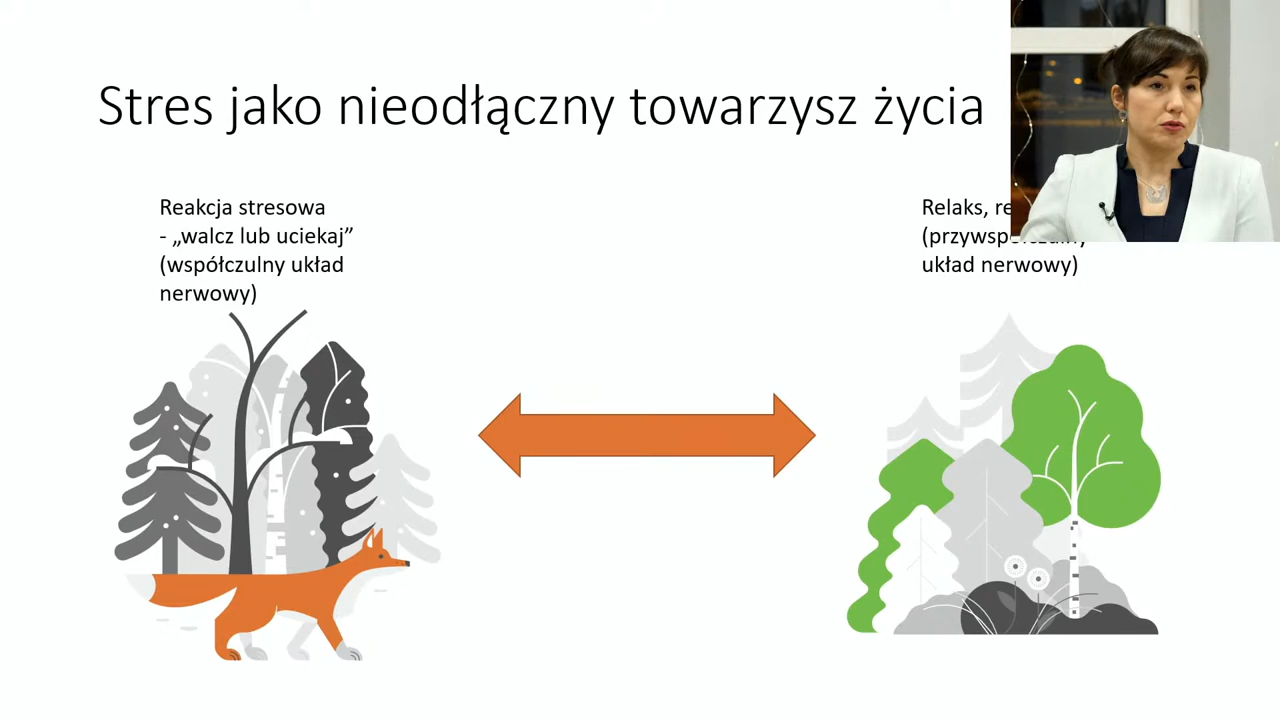 Stres jako nieodłączny towarzysz życia
Reakcja stresowa
- „walcz lub uciekaj”
(współczulny układ
nerwowy)
Relaks,
układ nerwowy)